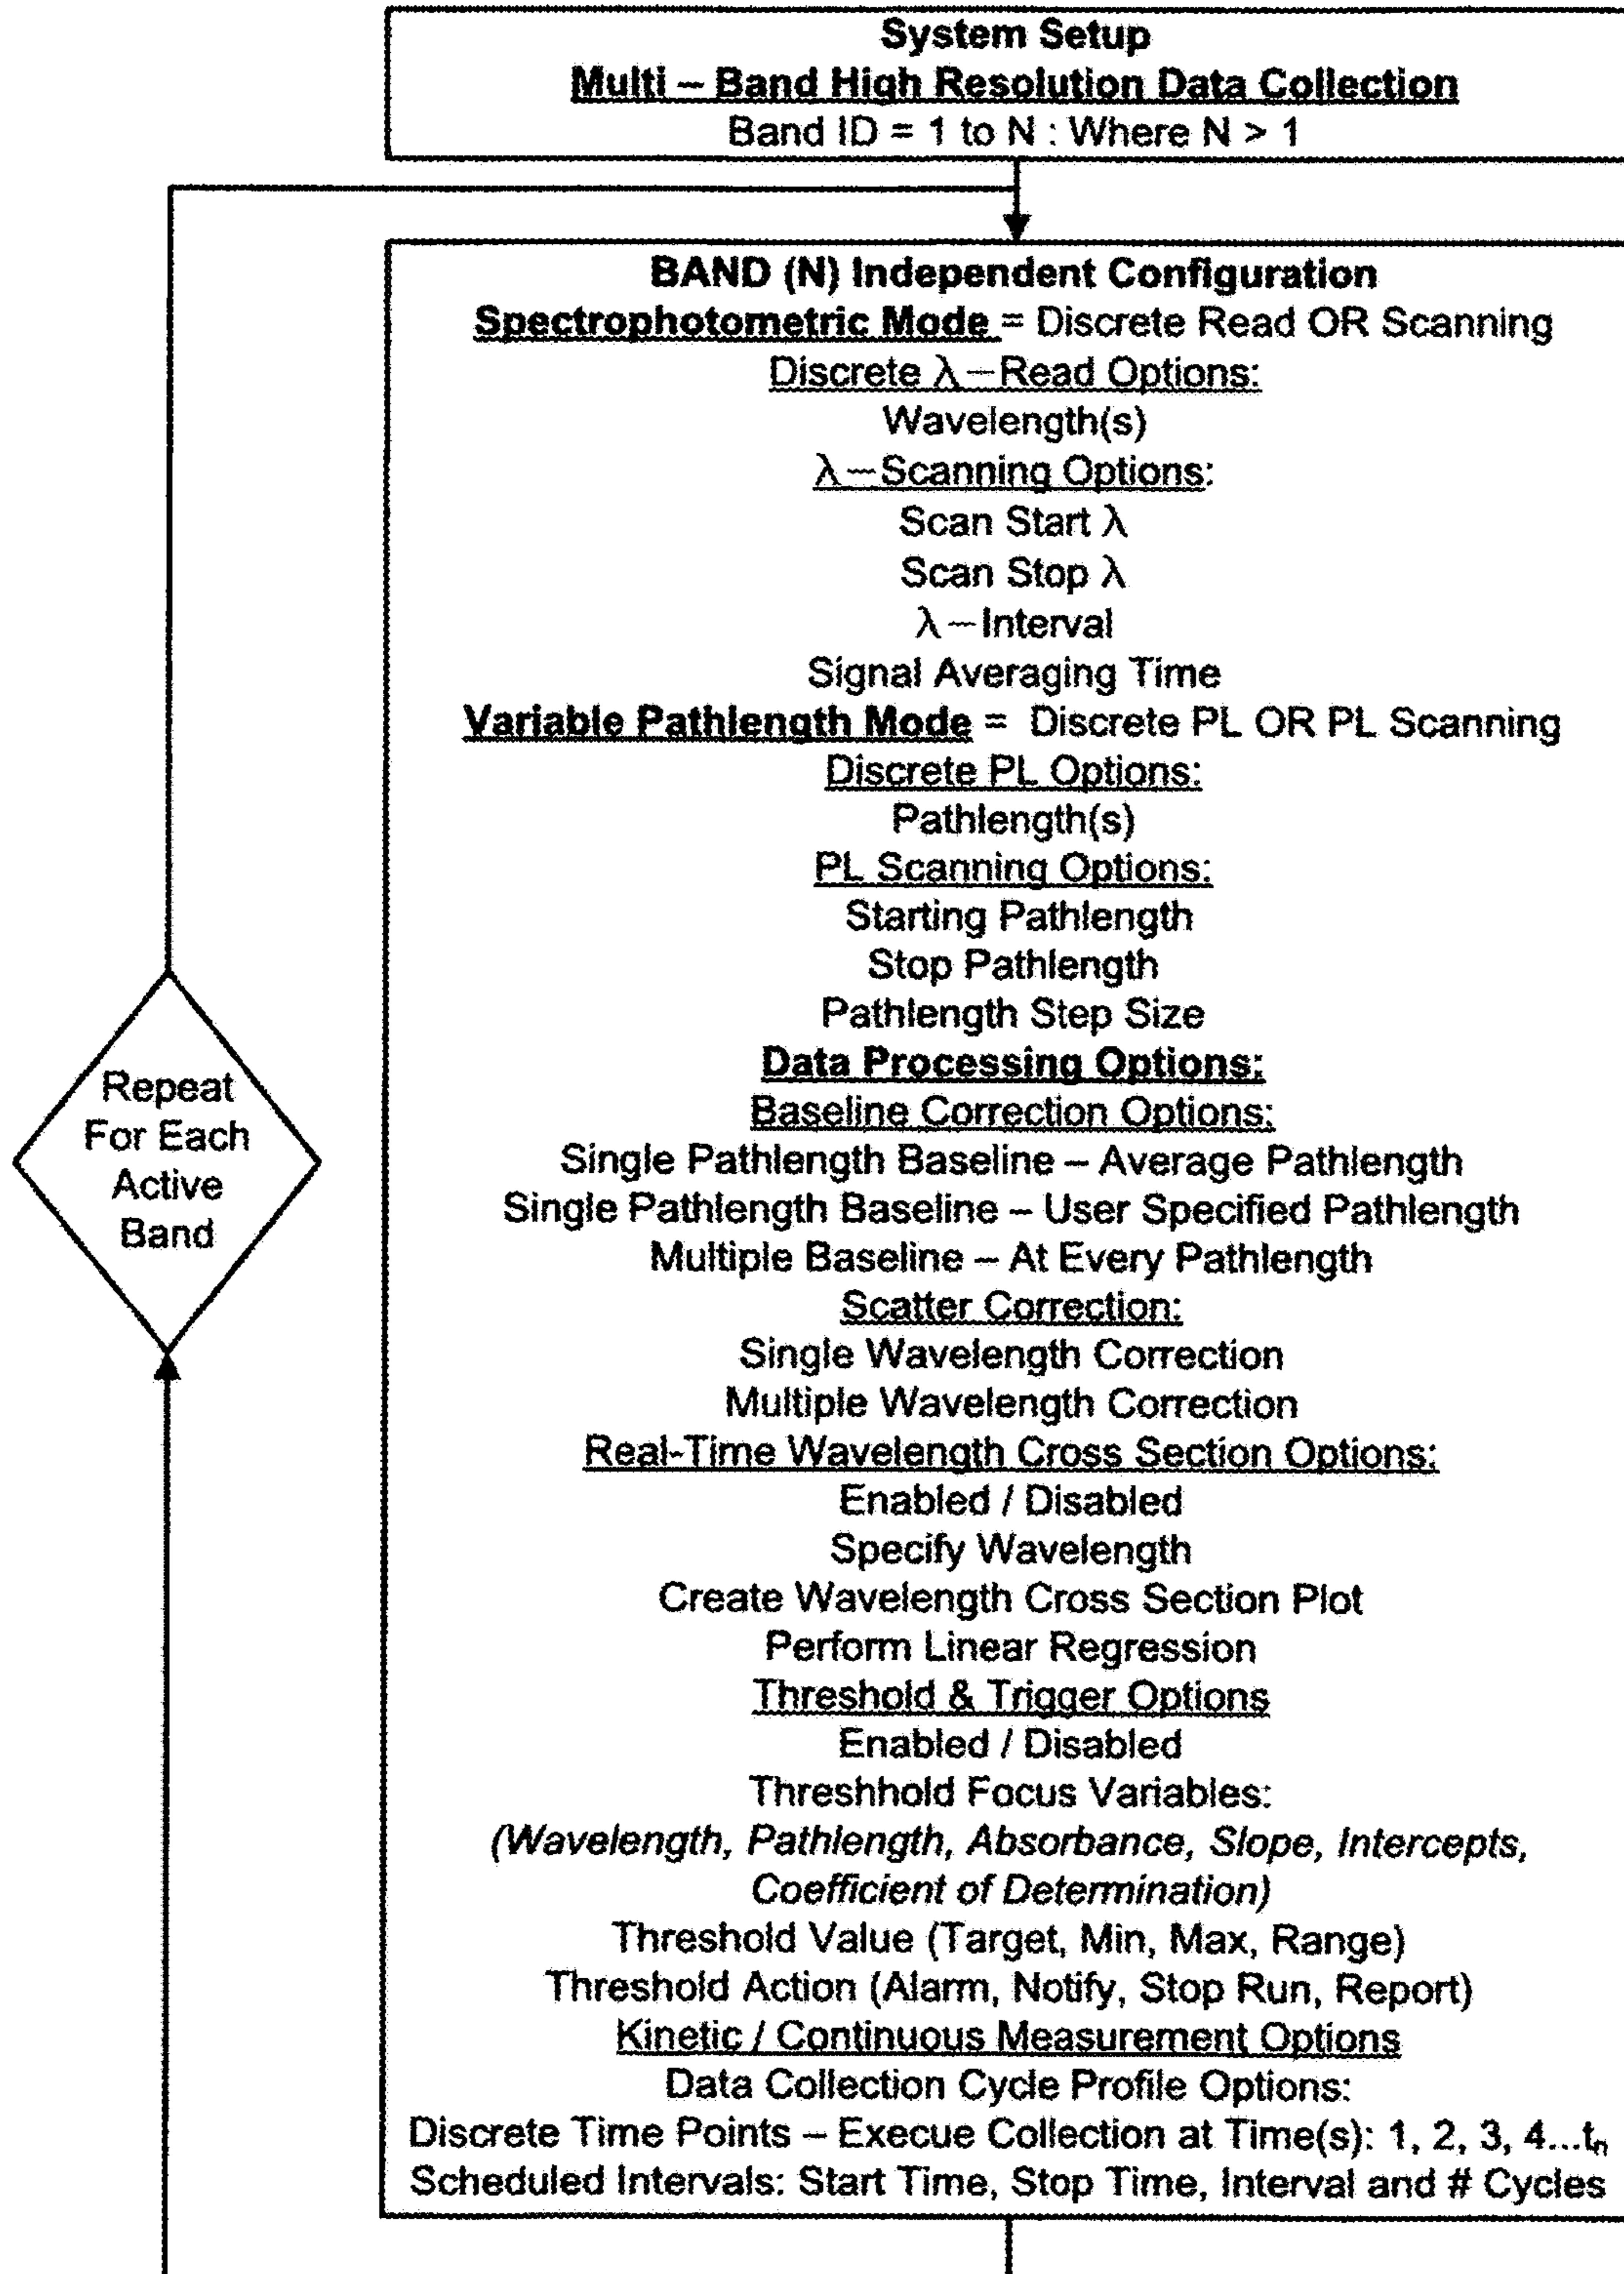 System Setup
Multi – Band High Resolution Data Collection
Band ID = 1 to N : Where N > 1
BAND (N) Independent Configuration
Spectrophotometric Mode = Discrete Read OR Scanning
Discrete λ – Read Options:
Wavelength(s)
λ – Scanning Options:
Scan Start λ
Scan Stop λ
λ – Interval
Signal Averaging Time
Variable Pathlength Mode = Discrete PL OR PL Scanning
Discrete PL Options:
Pathlength(s)
PL Scanning Options:
Starting Pathlength
Stop Pathlength
Pathlength Step Size
Data Processing Options:
Baseline Correction Options:
Single Pathlength Baseline – Average Pathlength
Single Pathlength Baseline – User Specified Pathlength
Multiple Baseline – At Every Pathlength
Scatter Correction:
Single Wavelength Correction
Multiple Wavelength Correction
Real-Time Wavelength Cross Section Options:
Enabled / Disabled
Specify Wavelength
Create Wavelength Cross Section Plot
Perform Linear Regression
Threshold & Trigger Options
Enabled / Disabled
Threshhold Focus Variables:
(Wavelength, Pathlength, Absorbance, Slope, Intercepts,
Coefficient of Determination)
Threshold Value (Target, Min, Max, Range)
Threshold Action (Alarm, Notify, Stop Run, Report)
Kinetic / Continuous Measurement Options
Data Collection Cycle Profile Options:
Discrete Time Points – Execue Collection at Time(s): 1, 2, 3, 4...tₙ
Scheduled Intervals: Start Time, Stop Time, Interval and # Cycles
Repeat
For Each
Active
Band